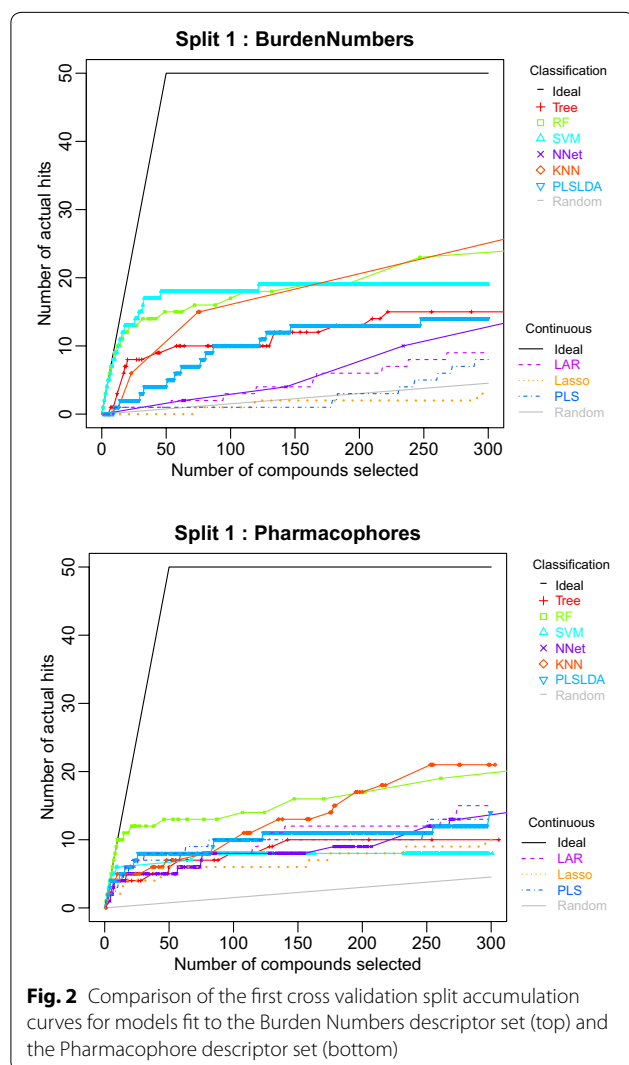 Split 1 : BurdenNumbers
Number of actual hits
50
40
30
20
10
0
0 50 100 150 200 250 300
Number of compounds selected
Classification
Ideal
Tree
RF
SVM
NNet
KNN
PLSLDA
Random
Continuous
Ideal
LAR
Lasso
PLS
Random
Split 1 : Pharmacophores
Number of actual hits
50
40
30
20
10
0
0 50 100 150 200 250 300
Number of compounds selected
Classification
Ideal
Tree
RF
SVM
NNet
KNN
PLSLDA
Random
Continuous
Ideal
LAR
Lasso
PLS
Random
Fig. 2 Comparison of the first cross validation split accumulation
curves for models fit to the Burden Numbers descriptor set (top) and
the Pharmacophore descriptor set (bottom)